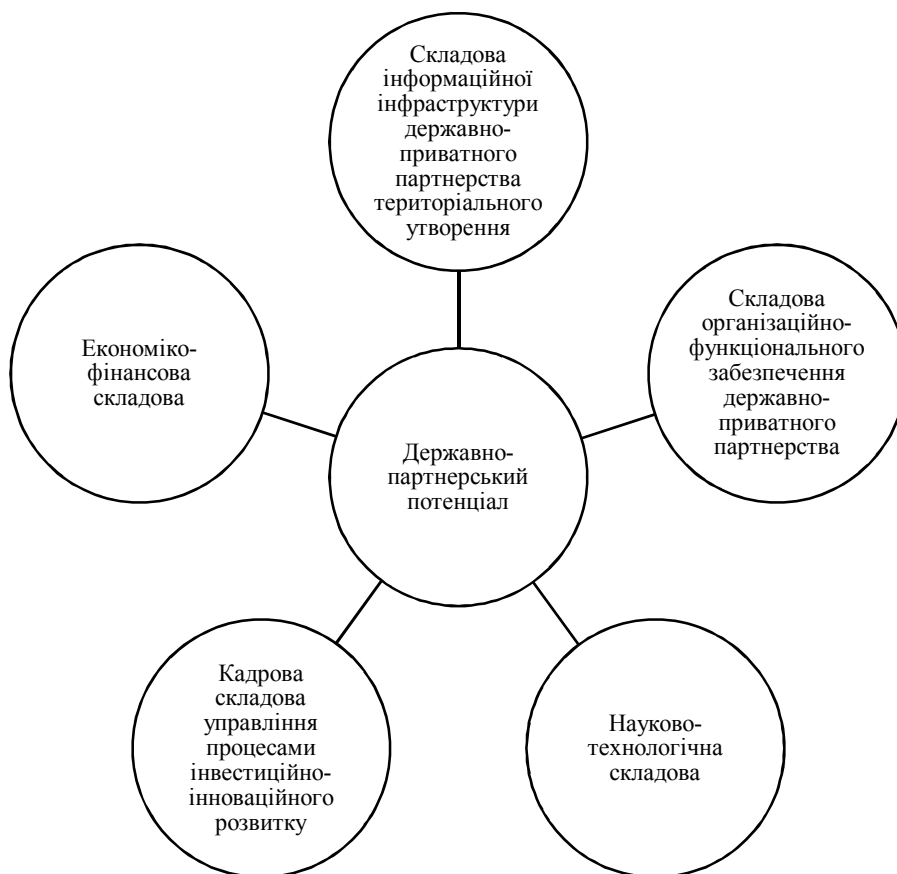 Складова
інформаційної
інфраструктури
державно-
приватного
партнерства
територіального
утворення
Економіко-
фінансова
складова
Складова
організаційно-
функціонального
забезпечення
державно-
приватного
партнерства
Державно-
партнерський
потенціал
Кадрова
складова
управління
процесами
інвестиційно-
інноваційного
розвитку
Науково-
технологічна
складова